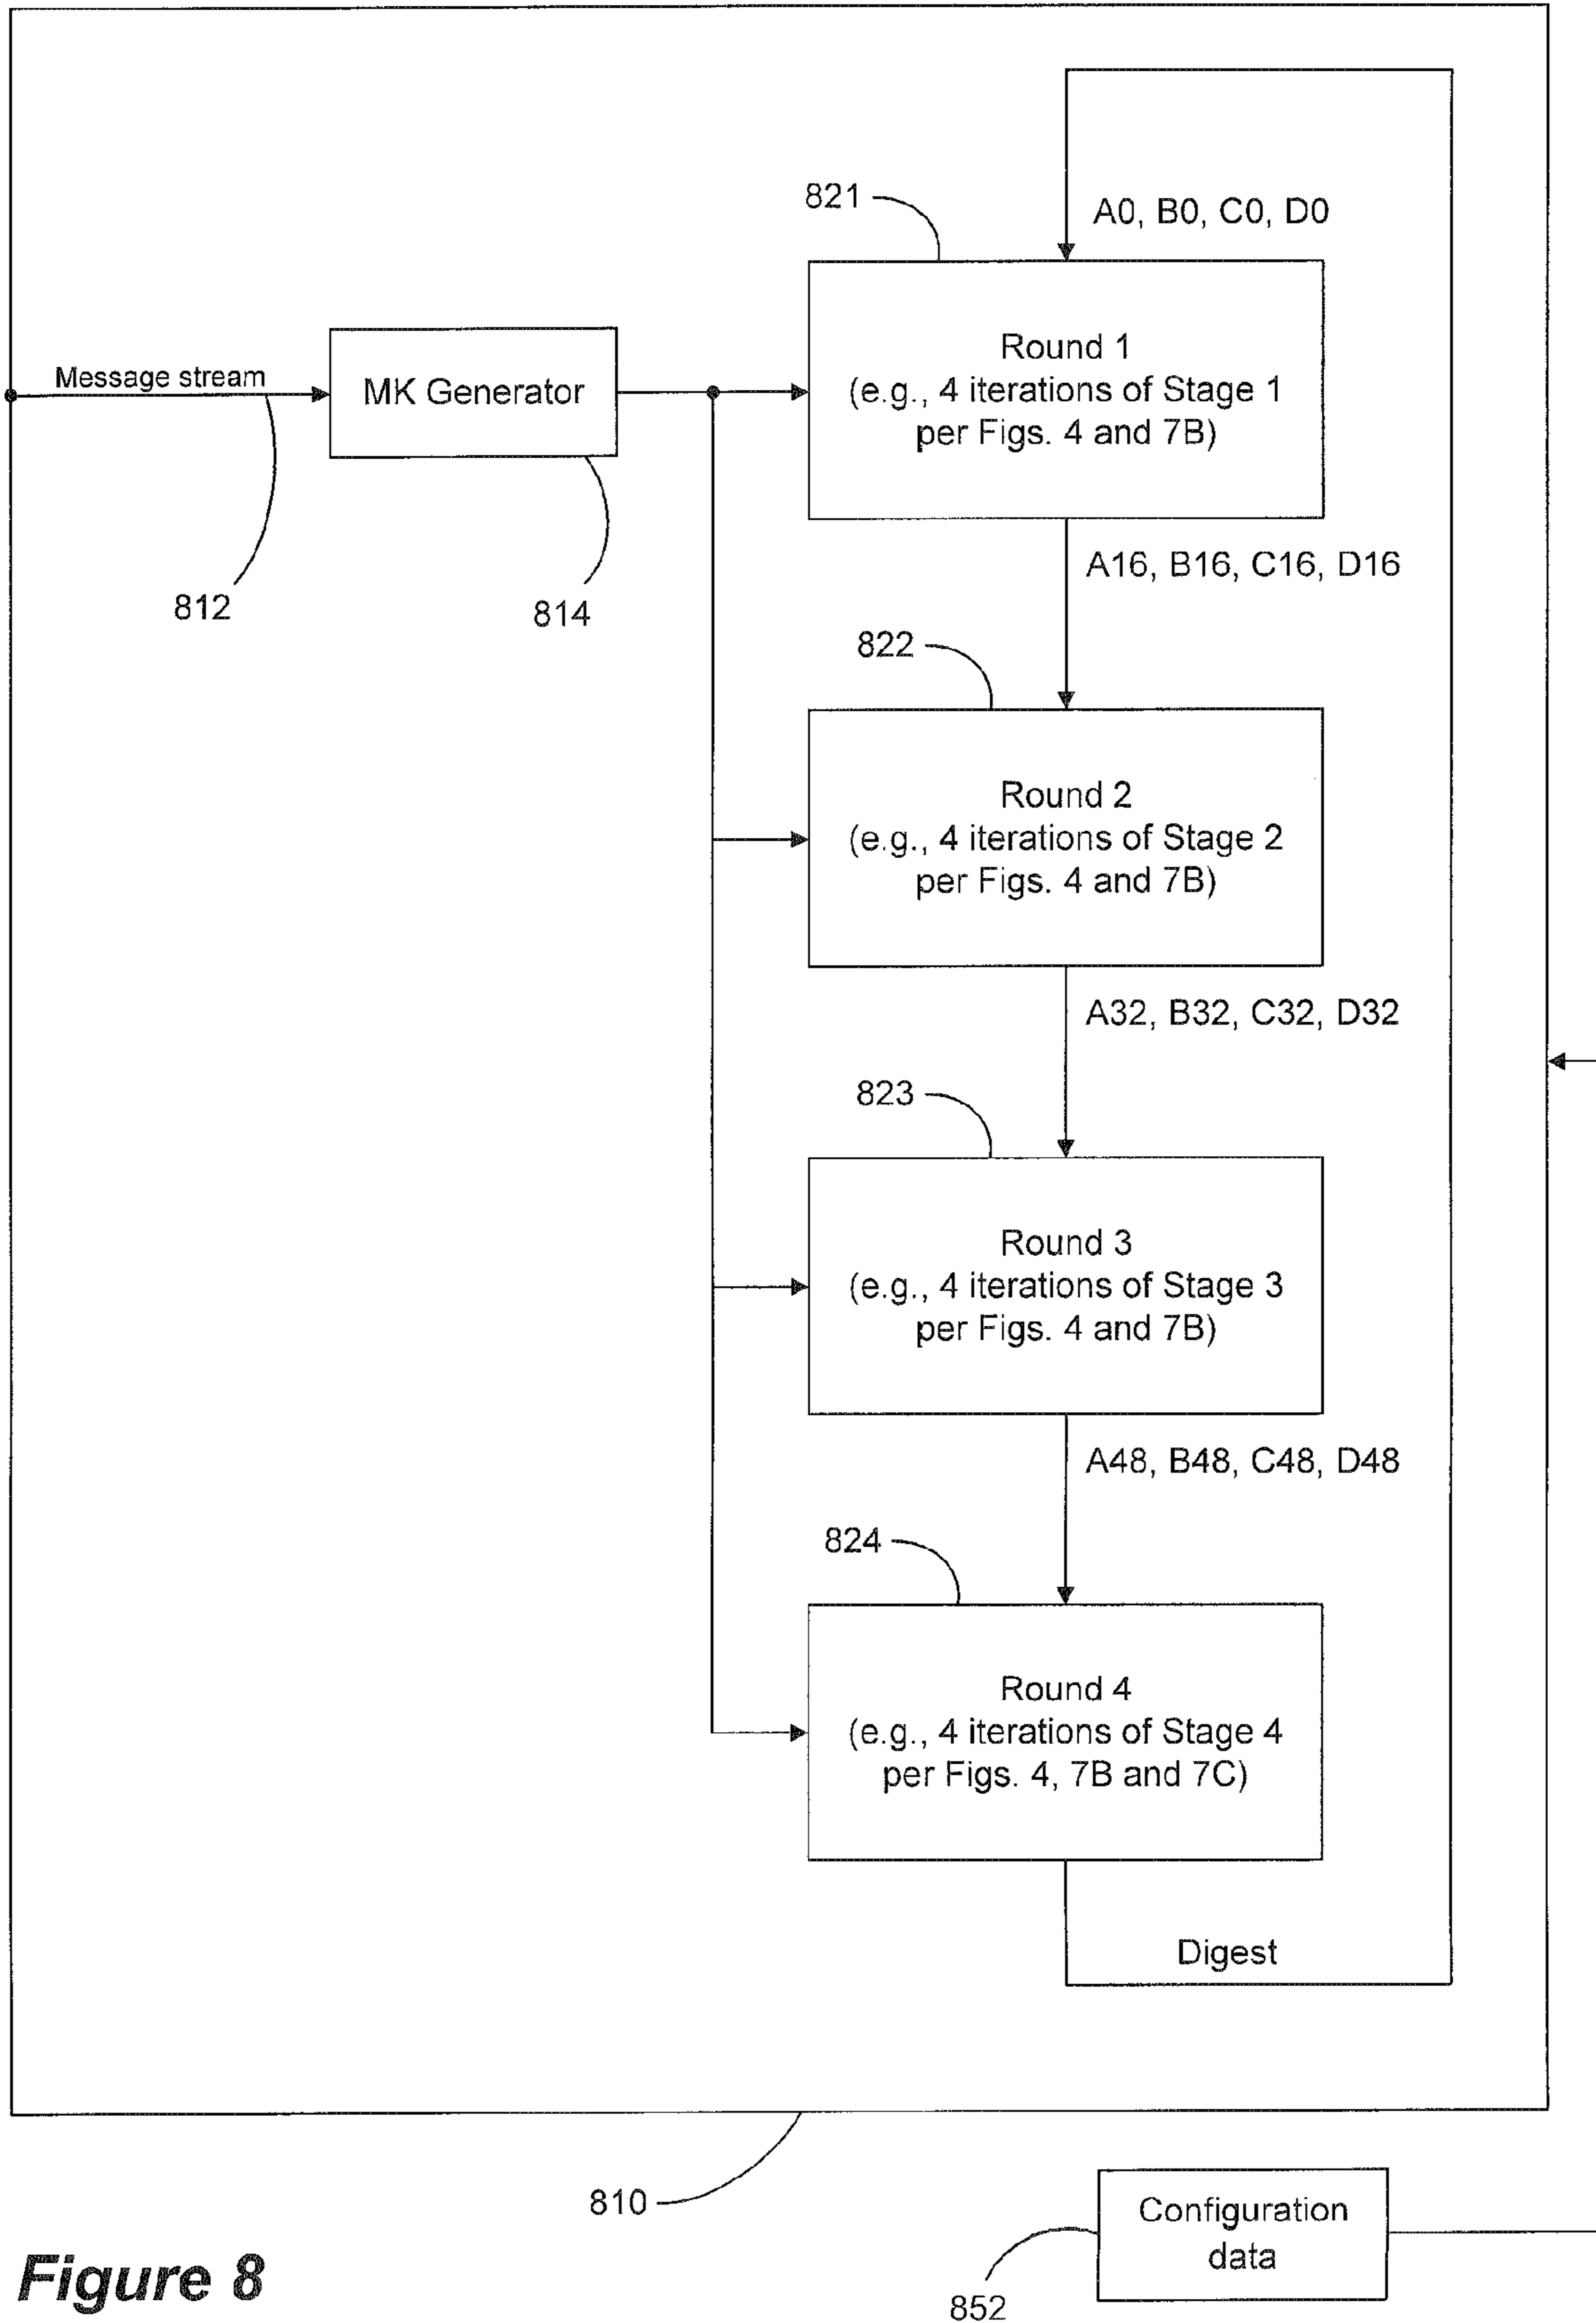 821
A0, B0, C0, D0
Message stream
MK Generator
Round 1
(e.g., 4 iterations of Stage 1
per Figs. 4 and 7B)
812
814
A16, B16, C16, D16
822
Round 2
(e.g., 4 iterations of Stage 2
per Figs. 4 and 7B)
A32, B32, C32, D32
823
Round 3
(e.g., 4 iterations of Stage 3
per Figs. 4 and 7B)
A48, B48, C48, D48
824
Round 4
(e.g., 4 iterations of Stage 4
per Figs. 4, 7B and 7C)
Digest
810
Configuration
data
852
Figure 8